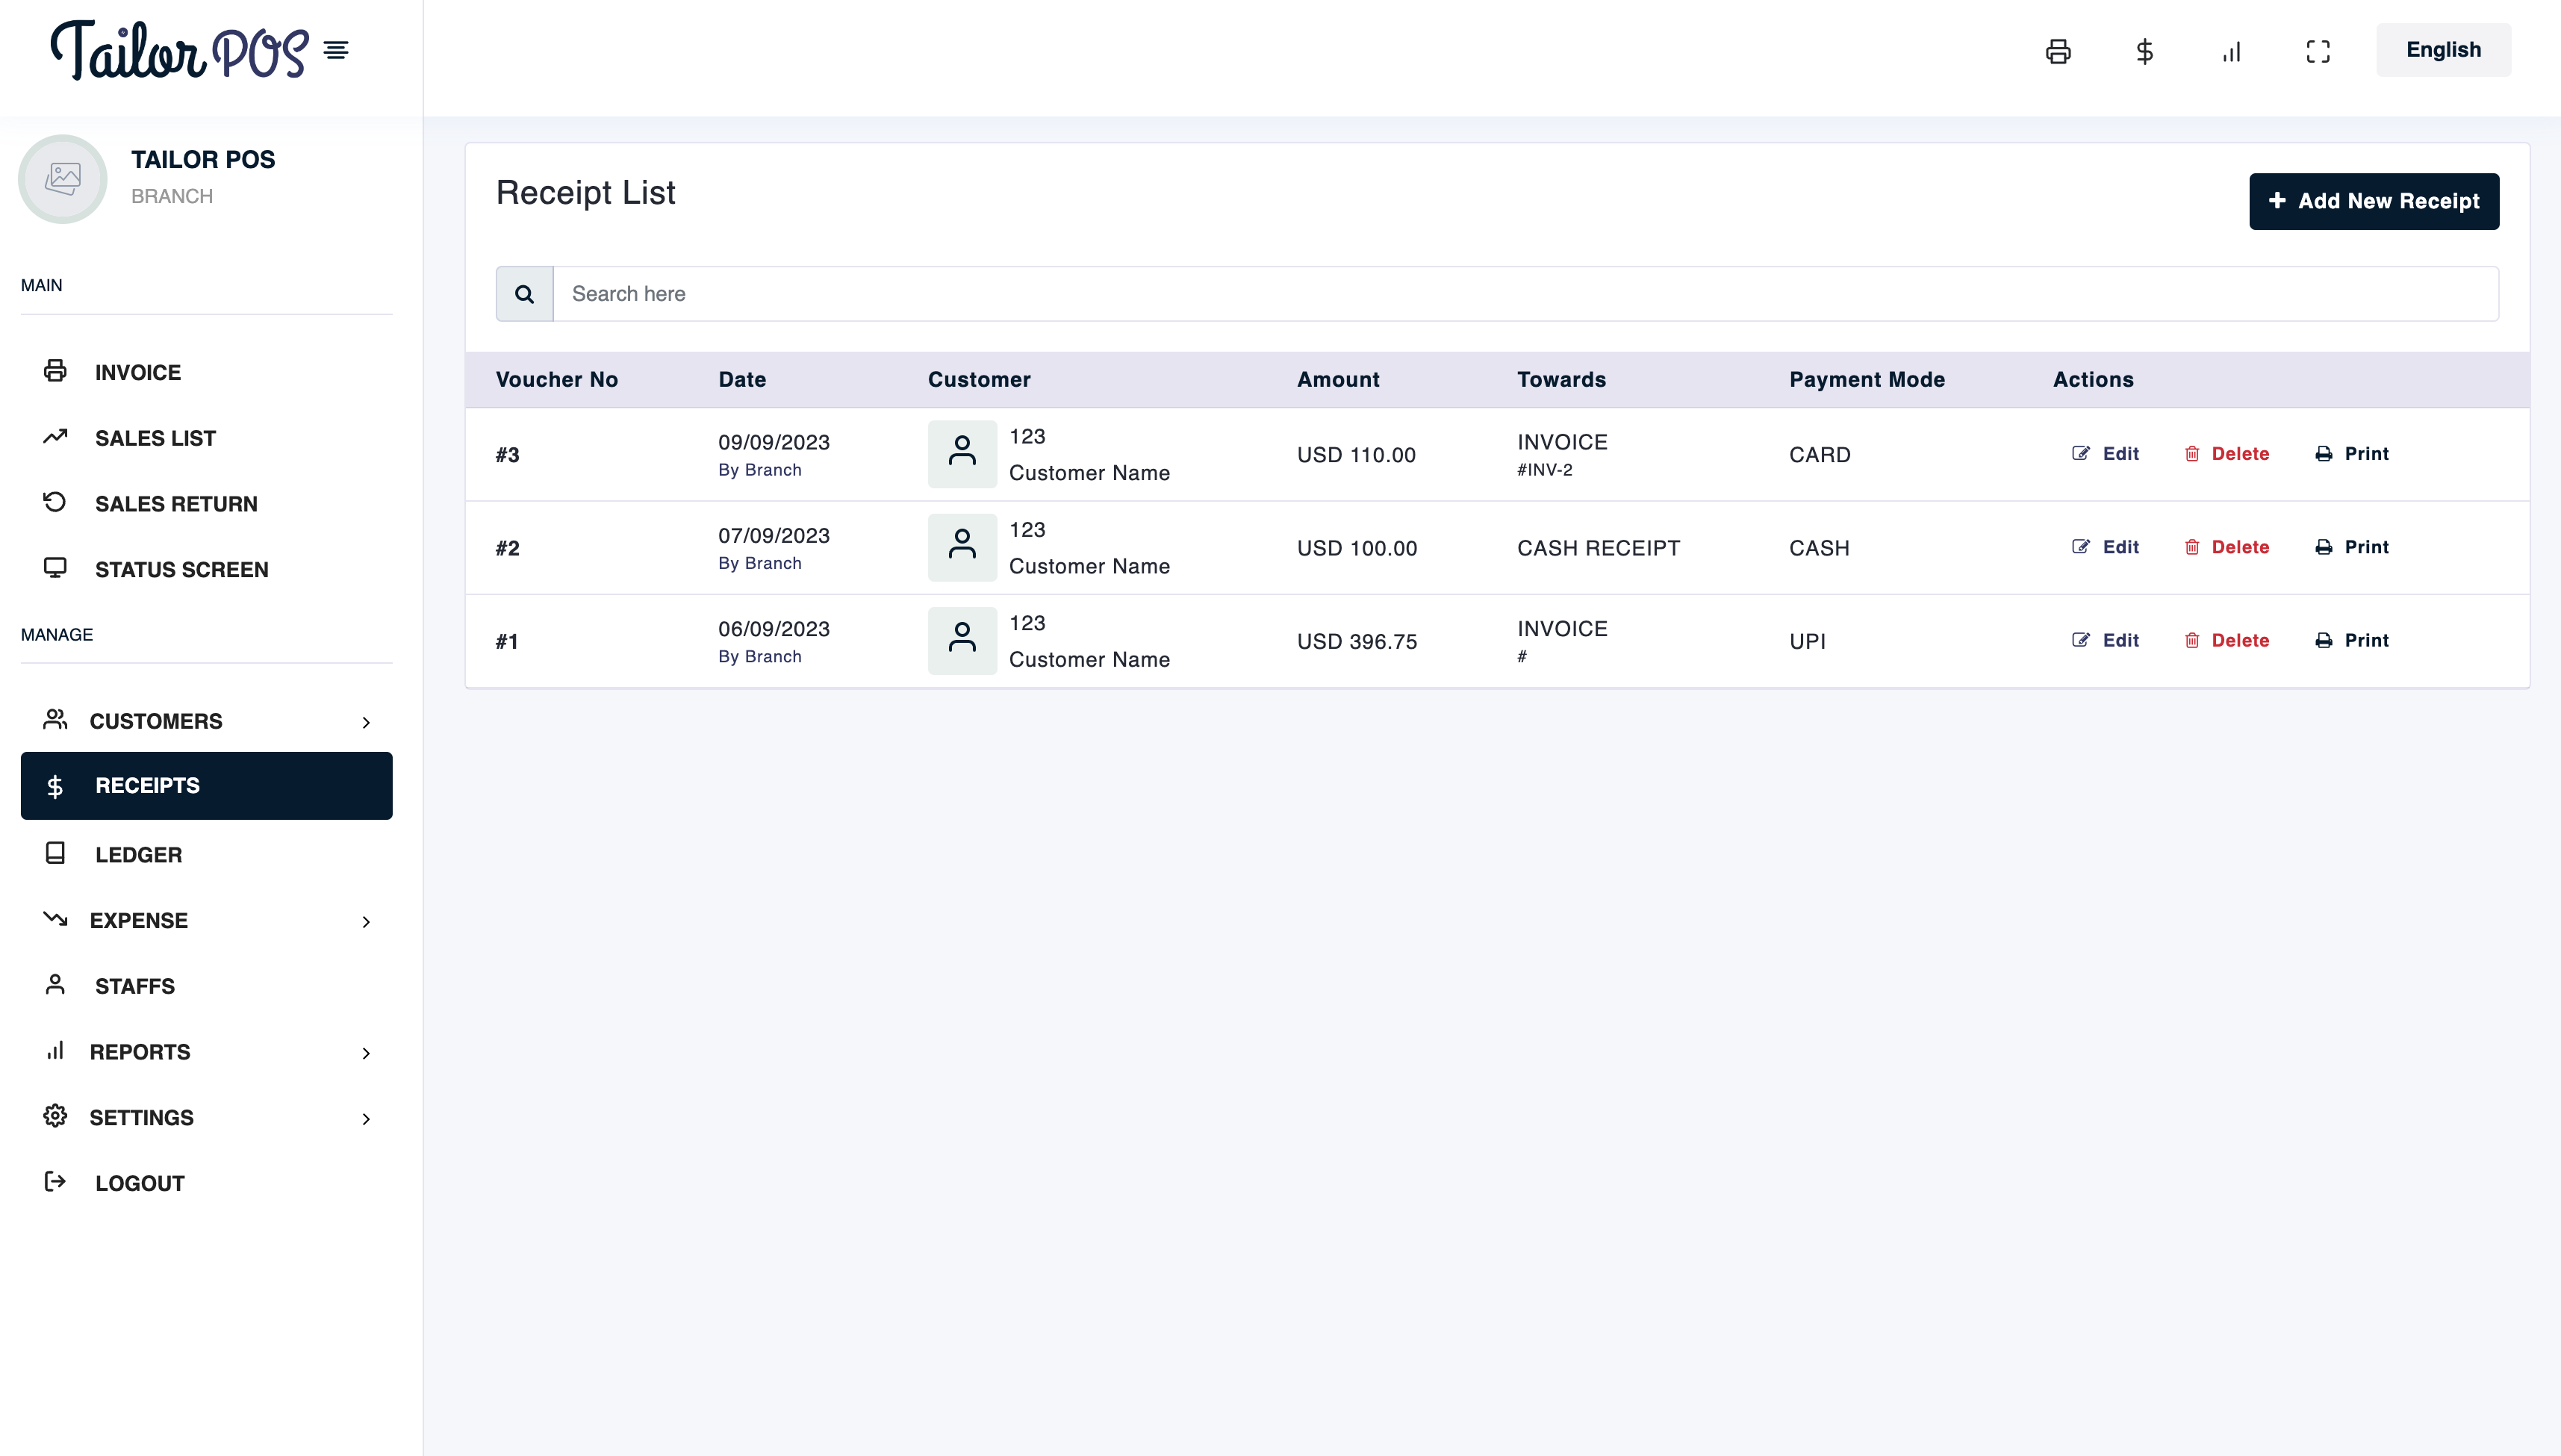 Tailor POS
English
TAILOR POS
BRANCH
MAIN
INVOICE
SALES LIST
SALES RETURN
STATUS SCREEN
MANAGE
CUSTOMERS
RECEIPTS
LEDGER
EXPENSE
STAFFS
REPORTS
SETTINGS
LOGOUT
Receipt List
Add New Receipt
Search here
Voucher No Date Customer Amount Towards Payment Mode Actions
#3 09/09/2023 By Branch 123 Customer Name USD 110.00 INVOICE #INV-2 CARD Edit Delete Print
#2 07/09/2023 By Branch 123 Customer Name USD 100.00 CASH RECEIPT CASH Edit Delete Print
#1 06/09/2023 By Branch 123 Customer Name USD 396.75 INVOICE # UPI Edit Delete Print